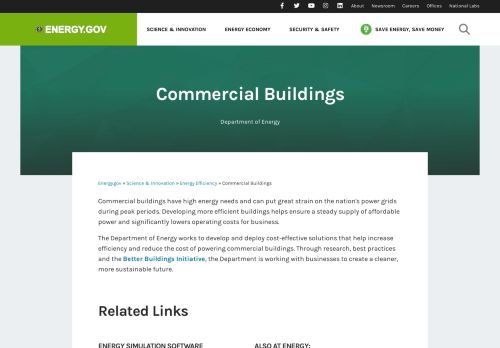 About Newsroom Careers Offices National Labs
ENERGY.GOV
SCIENCE & INNOVATION ENERGY ECONOMY SECURITY & SAFETY SAVE ENERGY, SAVE MONEY
Commercial Buildings
Department of Energy
Energy.gov » Science & Innovation » Energy Efficiency » Commercial Buildings
Commercial buildings have high energy needs and can put great strain on the nation's power grids
during peak periods. Developing more efficient buildings helps ensure a steady supply of affordable
power and significantly lowers operating costs for business.
The Department of Energy works to develop and deploy cost-effective solutions that help increase
efficiency and reduce the cost of powering commercial buildings. Through research, best practices
and the Better Buildings Initiative, the Department is working with businesses to create a cleaner,
more sustainable future.
Related Links
ENERGY SIMULATION SOFTWARE ALSO AT ENERGY: